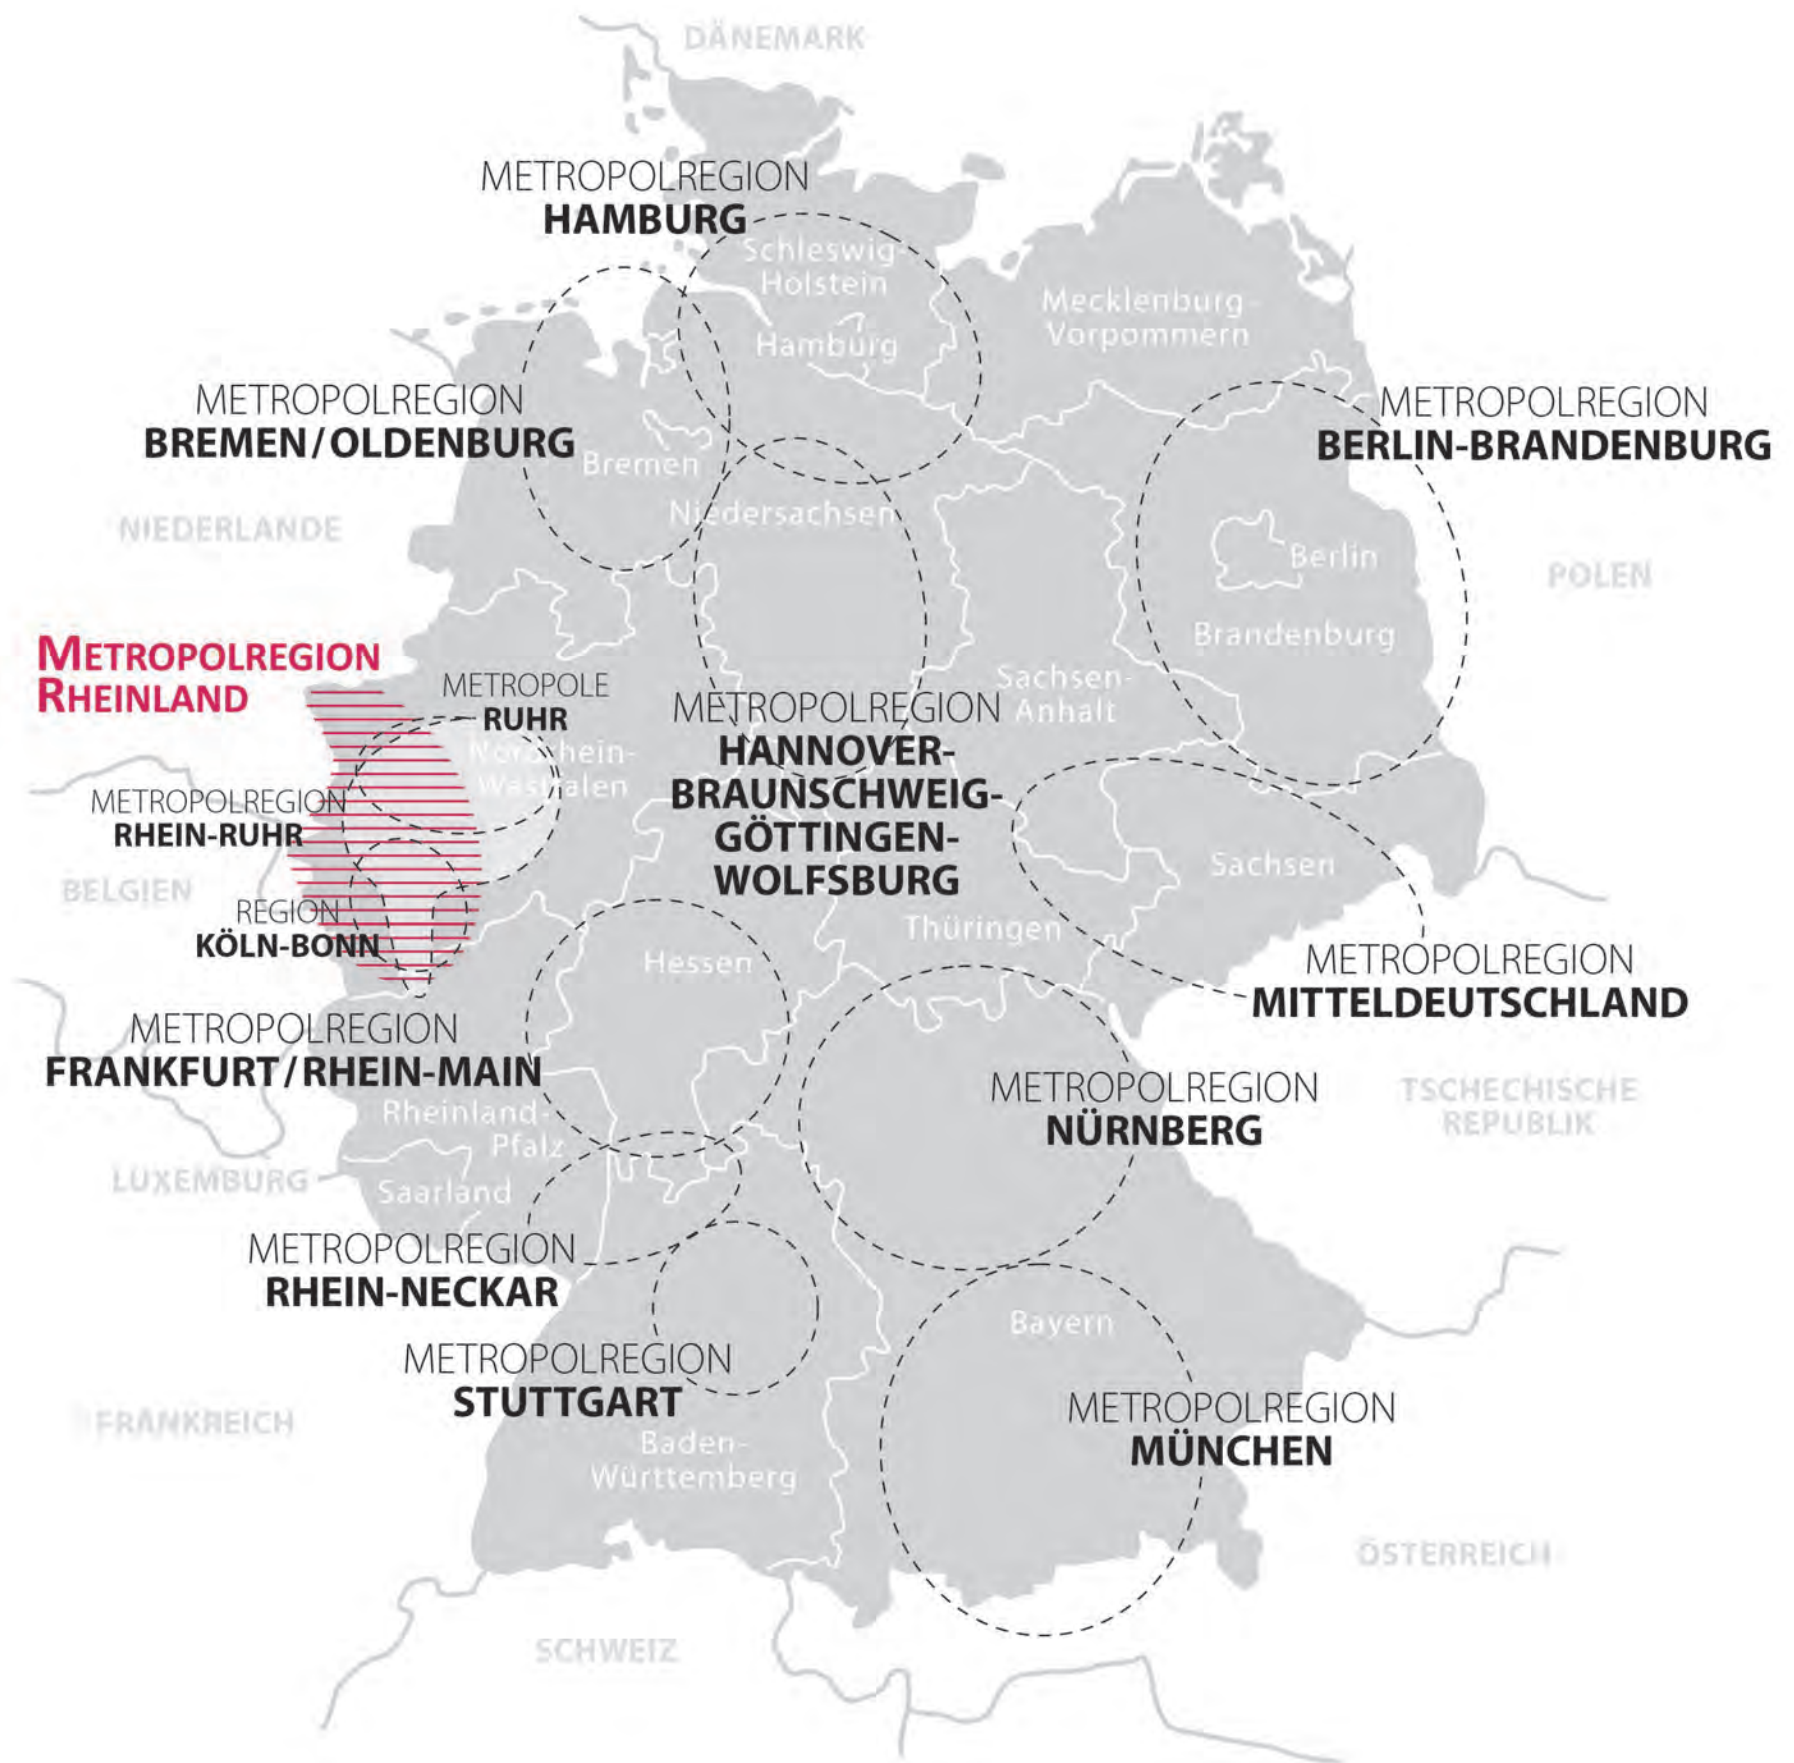 DÄNEMARK
METROPOLREGION
HAMBURG
Schleswig-
Holstein
Hamburg
Mecklenburg-
Vorpommern
METROPOLREGION
BREMEN/OLDENBURG
Bremen
Niedersachsen
METROPOLREGION
BERLIN-BRANDENBURG
Berlin
Brandenburg
NIEDERLANDE
POLEN
METROPOLREGION
RHEINLAND
METROPOLE
RUHR
Nordrhein-
Westfalen
METROPOLREGION
HANNOVER-
BRAUNSCHWEIG-
GÖTTINGEN-
WOLFSBURG
Sachsen-
Anhalt
METROPOLREGION
RHEIN-RUHR
BELGIEN
REGION
KÖLN-BONN
Sachsen
Thüringen
Hessen
METROPOLREGION
MITTELDEUTSCHLAND
METROPOLREGION
FRANKFURT/RHEIN-MAIN
Rheinland-
Pfalz
METROPOLREGION
NÜRNBERG
TSCHECHISCHE
REPUBLIK
LUXEMBURG
Saarland
METROPOLREGION
RHEIN-NECKAR
Bayern
METROPOLREGION
STUTTGART
METROPOLREGION
MÜNCHEN
FRANKREICH
Baden-
Württemberg
ÖSTERREICH
SCHWEIZ